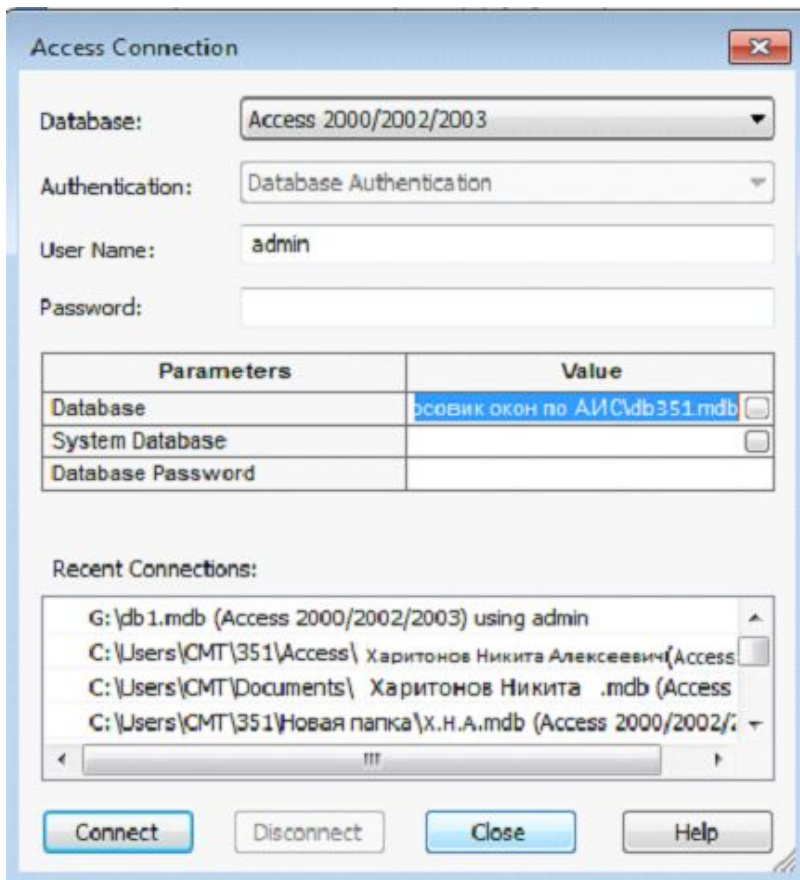 Access Connection
Database: Access 2000/2002/2003
Authentication: Database Authentication
User Name: admin
Password:
Parameters Value
Database осовик окон по АИС\db351.mdb
System Database
Database Password
Recent Connections:
G:\db1.mdb (Access 2000/2002/2003) using admin
C:\Users\CMT\351\Access\ Харитонов Никита Алексеевич(Access
C:\Users\CMT\Documents\ Харитонов Никита .mdb (Access
C:\Users\CMT\351\Новая папка\Х.Н.А.mdb (Access 2000/2002/2
Connect Disconnect Close Help